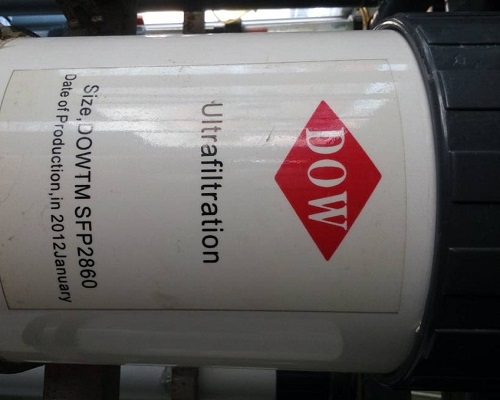 DOW
Ultrafiltration
Size,DOWTM SFP2860
Date of Production,in 2012January